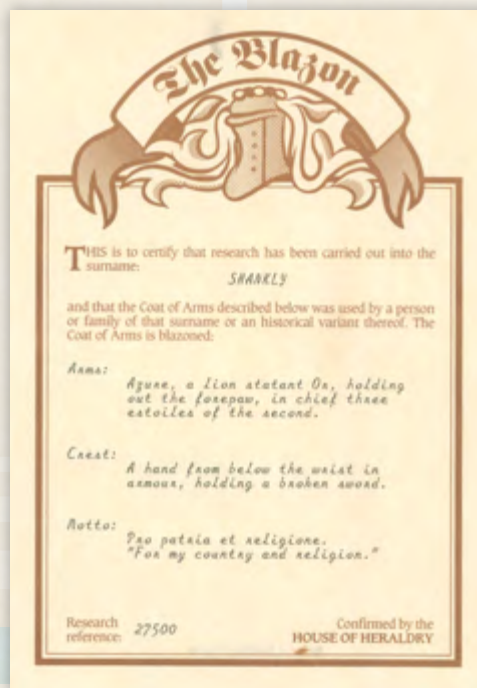 The Blazon
THIS is to certify that research has been carried out into the
surname:
SHANKLY
and that the Coat of Arms described below was used by a person
or family of that surname or an historical variant thereof. The
Coat of Arms is blazoned:
Arms:
Azure, a lion statant Or, holding
out the forepaw, in chief three
estoiles of the second.
Crest:
A hand from below the wrist in
armour, holding a broken sword.
Motto:
Pro patria et religione.
"For my country and religion."
Research
reference: 27500
Confirmed by the
HOUSE OF HERALDRY